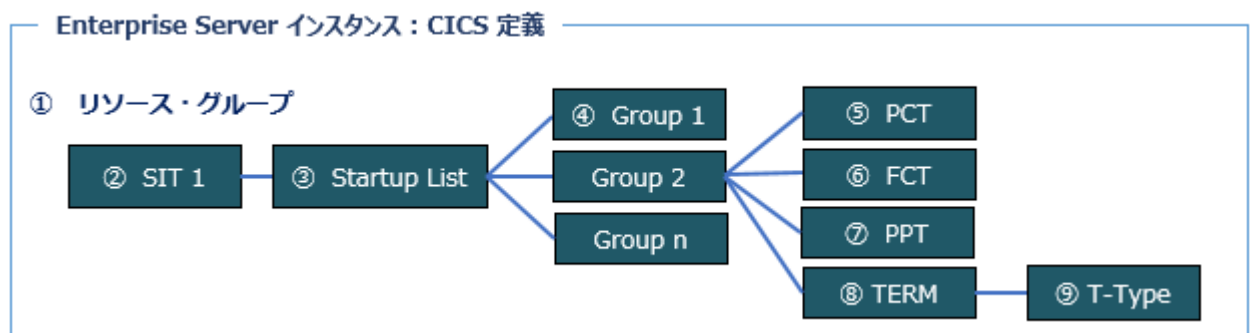 Enterprise Server インスタンス：CICS 定義
① リソース・グループ
② SIT 1
③ Startup List
④ Group 1
Group 2
Group n
⑤ PCT
⑥ FCT
⑦ PPT
⑧ TERM
⑨ T-Type